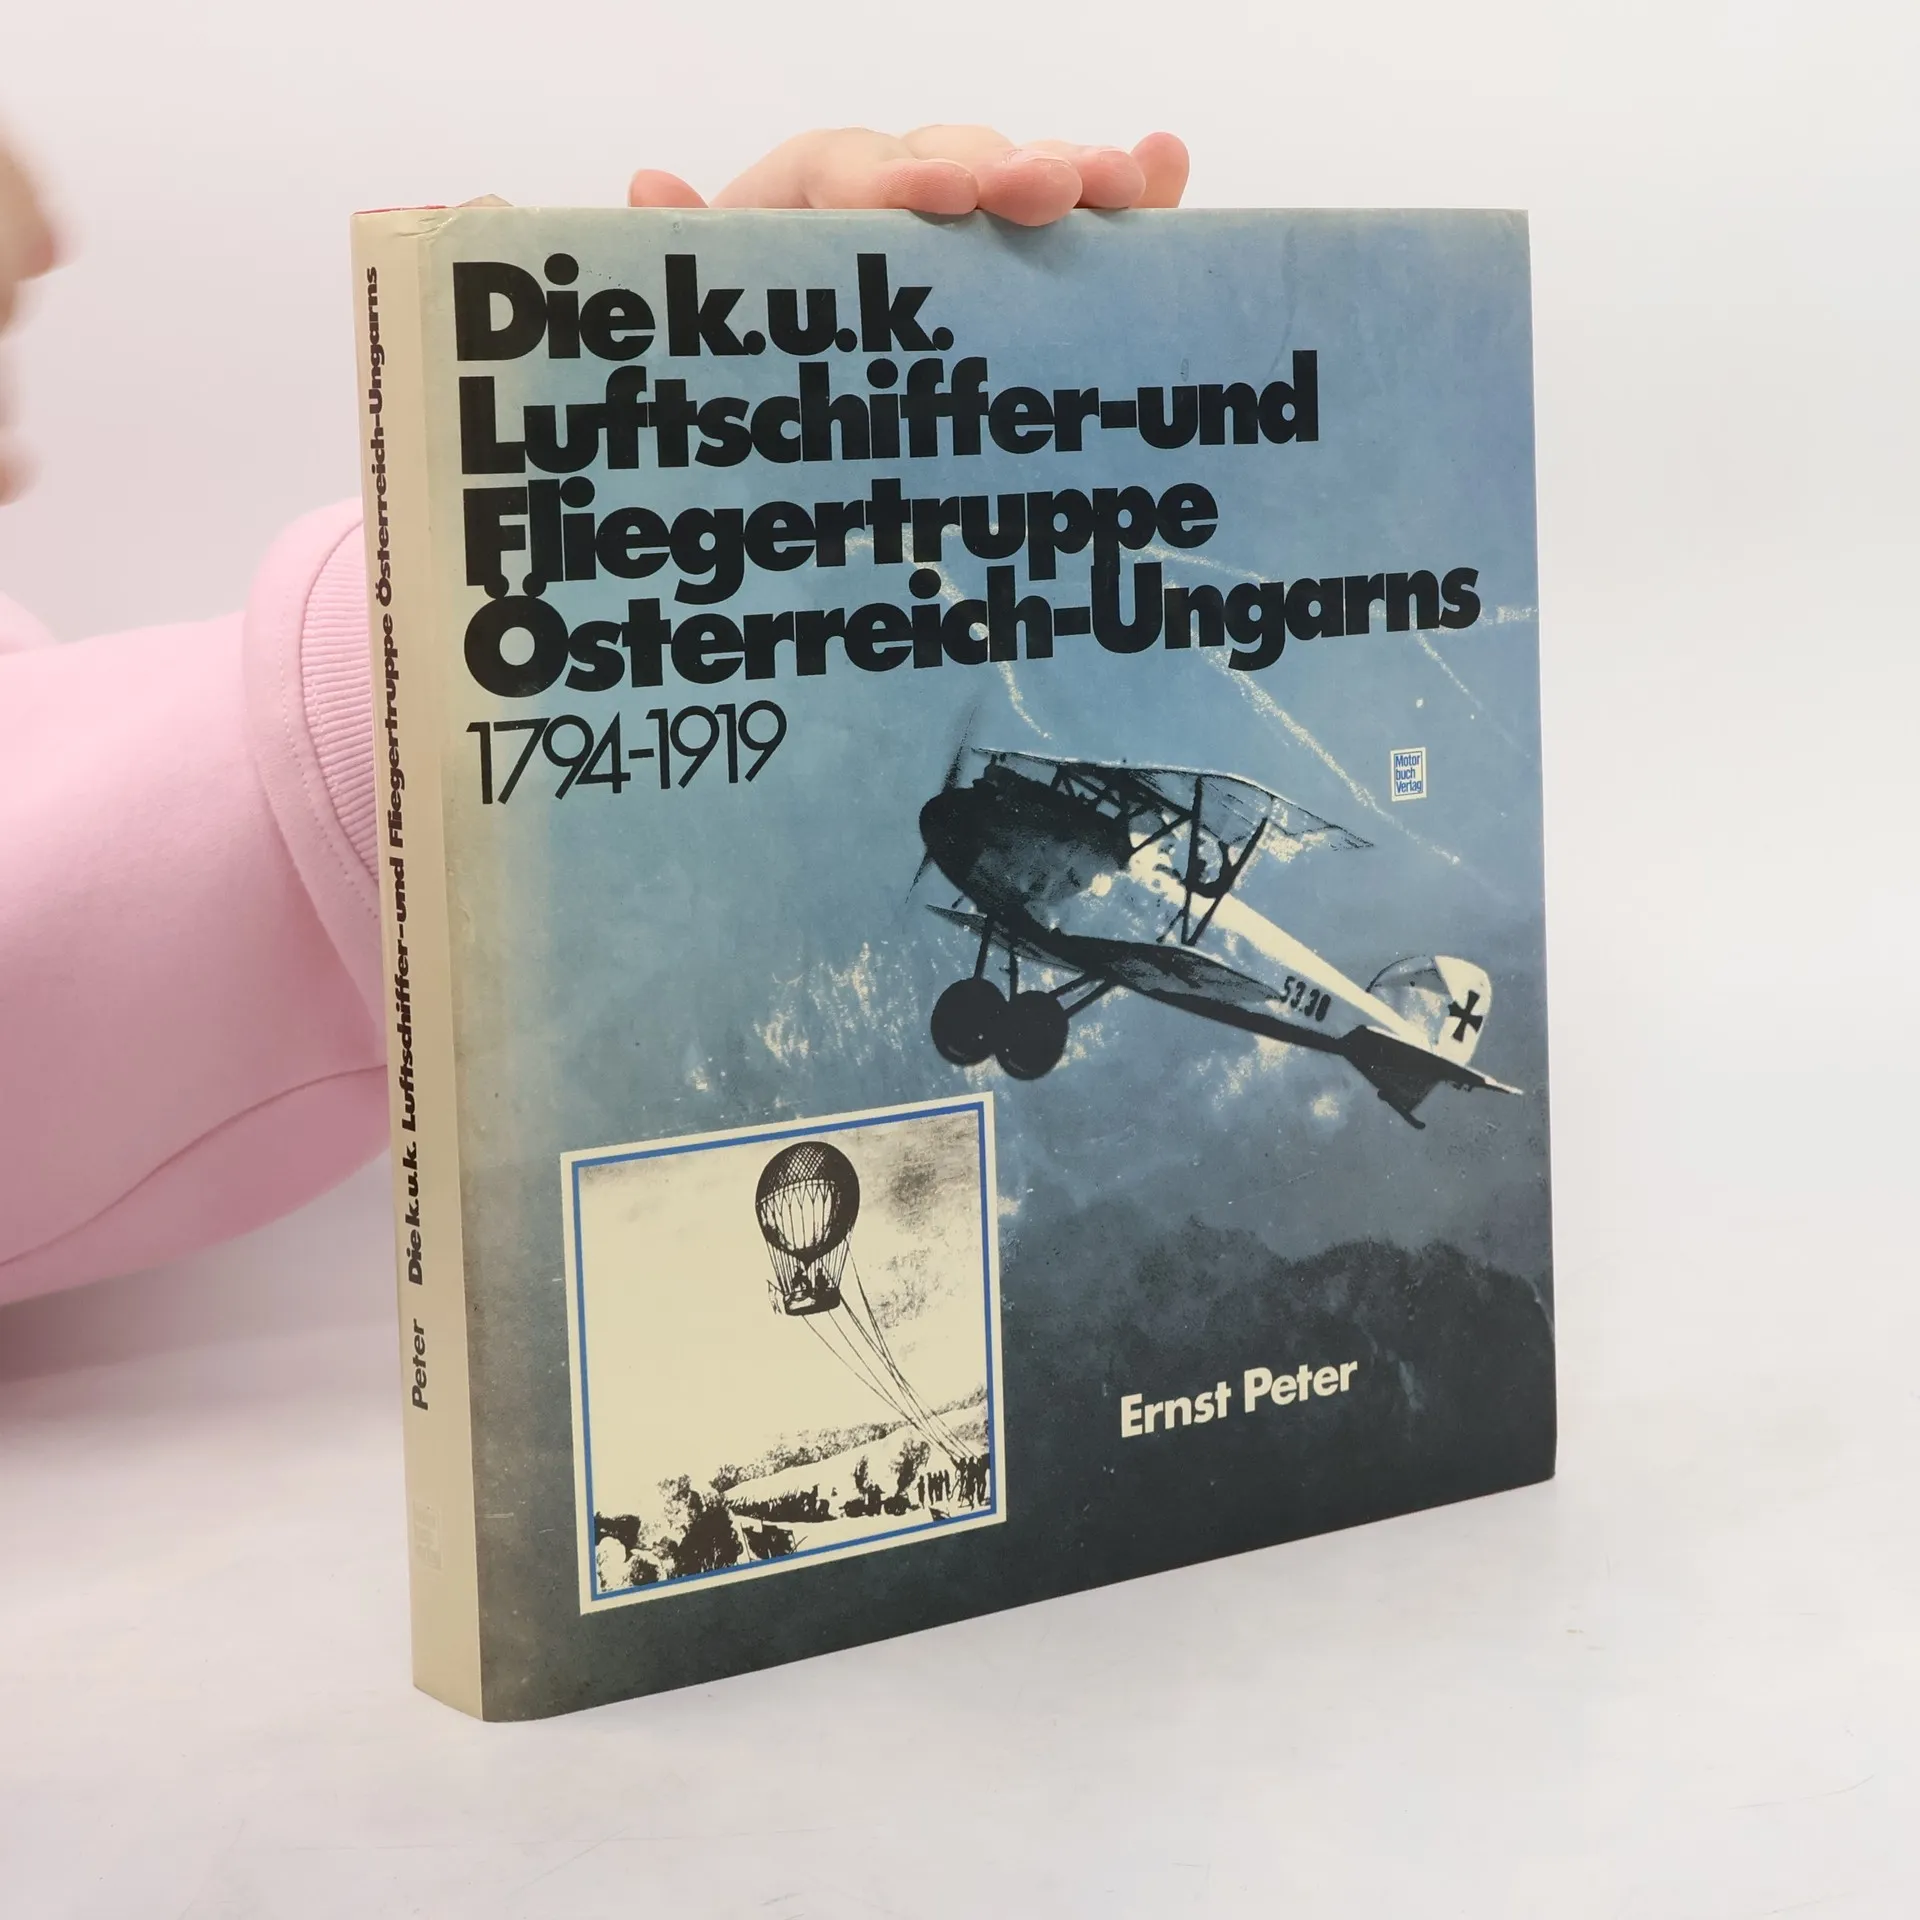 Die k.u.k.
Luftschiffer-und
Fliegertruppe
Österreich-Ungarns
1794-1919
Motor
buch
Verlag
53.30
Ernst Peter
Peter Die k.u.k. Luftschiffer-und Fliegertruppe Österreich-Ungarns